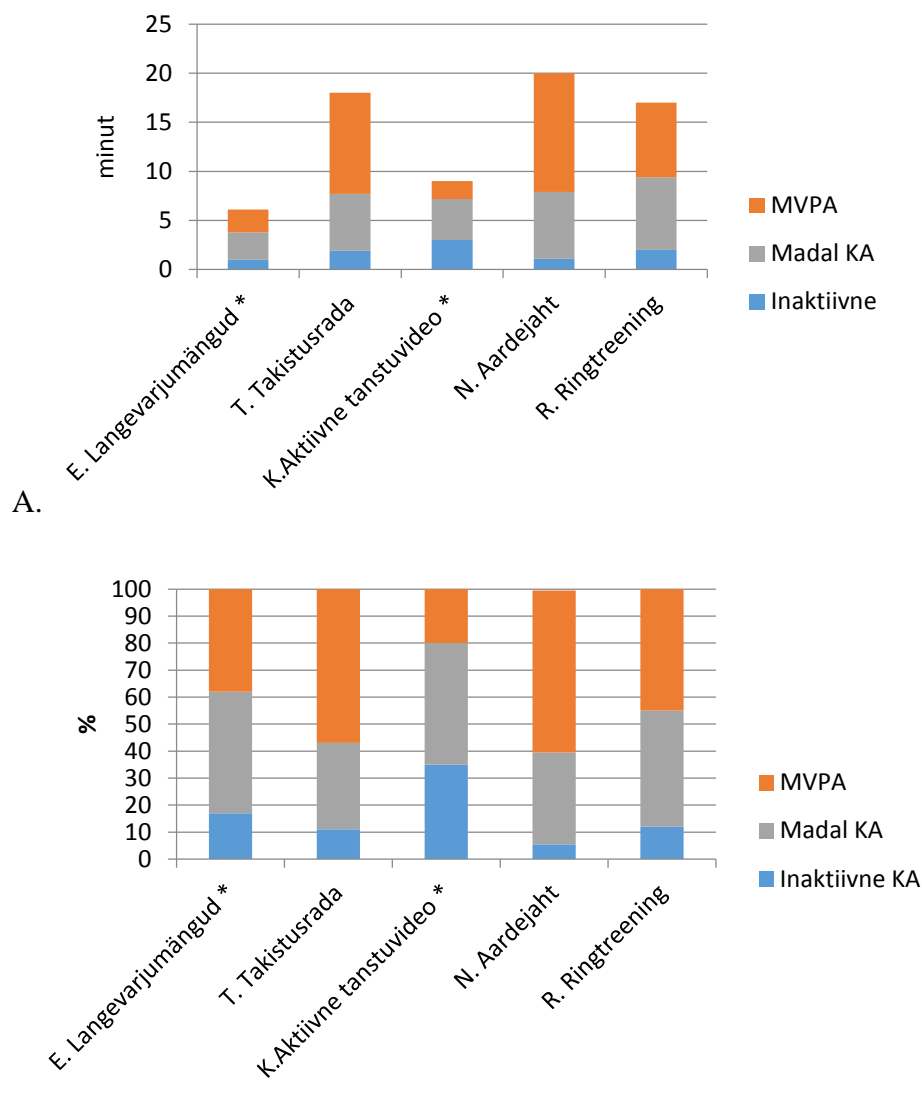 25
20
15
10
5
0
minut
E. Langevarjumängud *
T. Takistusrada
K.Aktiivne tanstuvideo *
N. Aardejaht
R. Ringtreening
MVPA
Madal KA
Inaktiivne
A.
100
90
80
70
60
50
40
30
20
10
0
%
E. Langevarjumängud *
T. Takistusrada
K.Aktiivne tanstuvideo *
N. Aardejaht
R. Ringtreening
MVPA
Madal KA
Inaktiivne KA